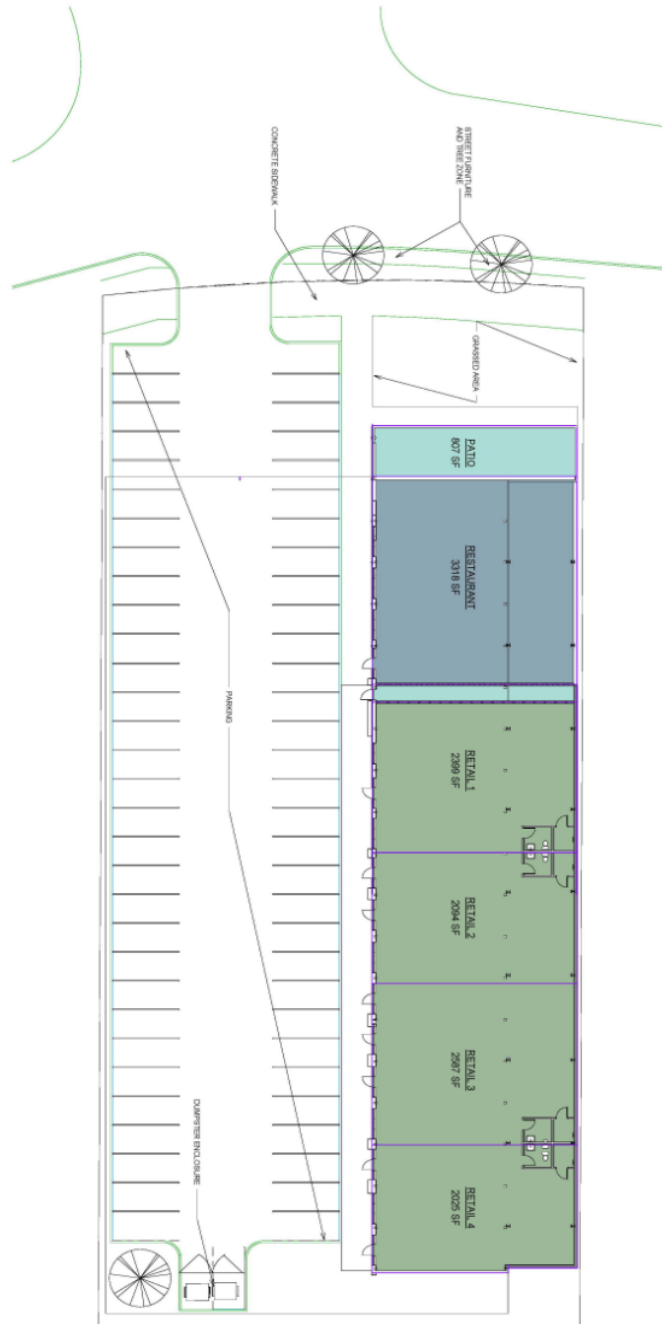 STREET FURNITURE
AND TREE ZONE
CONCRETE SIDEWALK
GRASSED AREA
PATIO
807 SF
RESTAURANT
3318 SF
PARKING
RETAIL 1
2399 SF
RETAIL 2
2094 SF
RETAIL 3
2587 SF
DUMPSTER ENCLOSURE
RETAIL 4
2025 SF